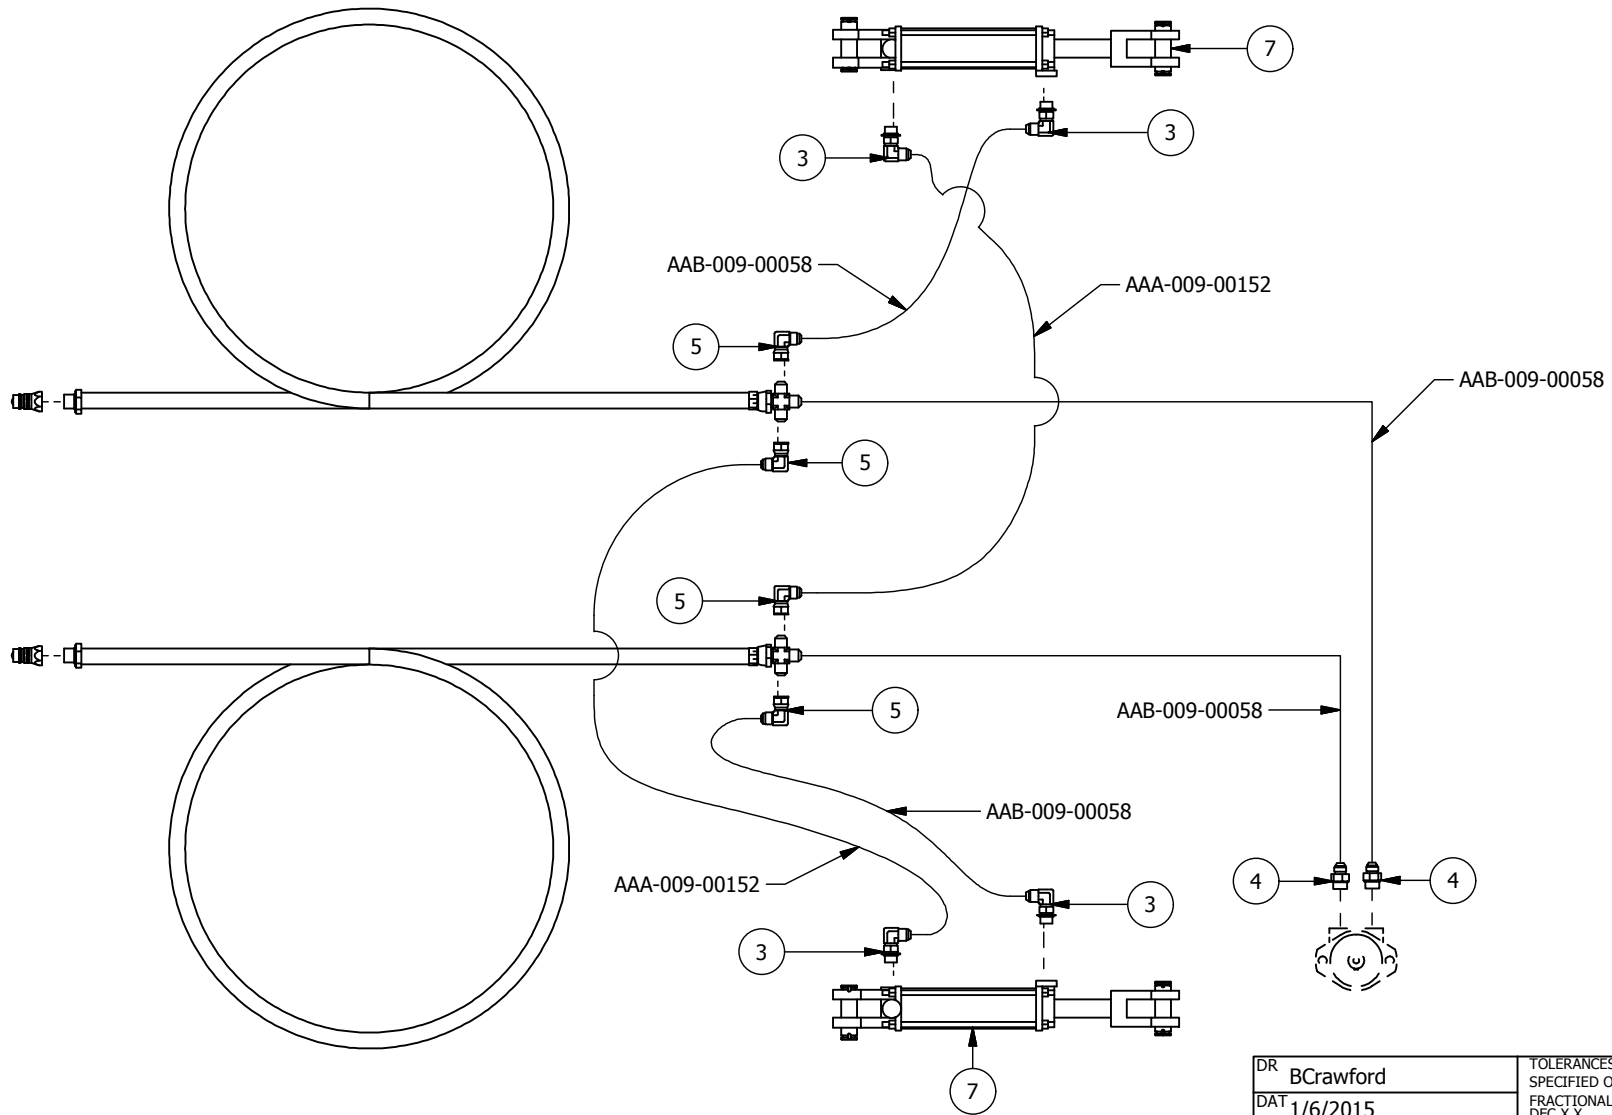 7
3
3
AAB-009-00058
AAA-009-00152
5
AAB-009-00058
5
5
5
AAB-009-00058
AAB-009-00058
AAA-009-00152
4
4
3
3
7
DR BCrawford
DAT 1/6/2015
TOLERANCES
SPECIFIED O
FRACTIONAL
DEC X.X